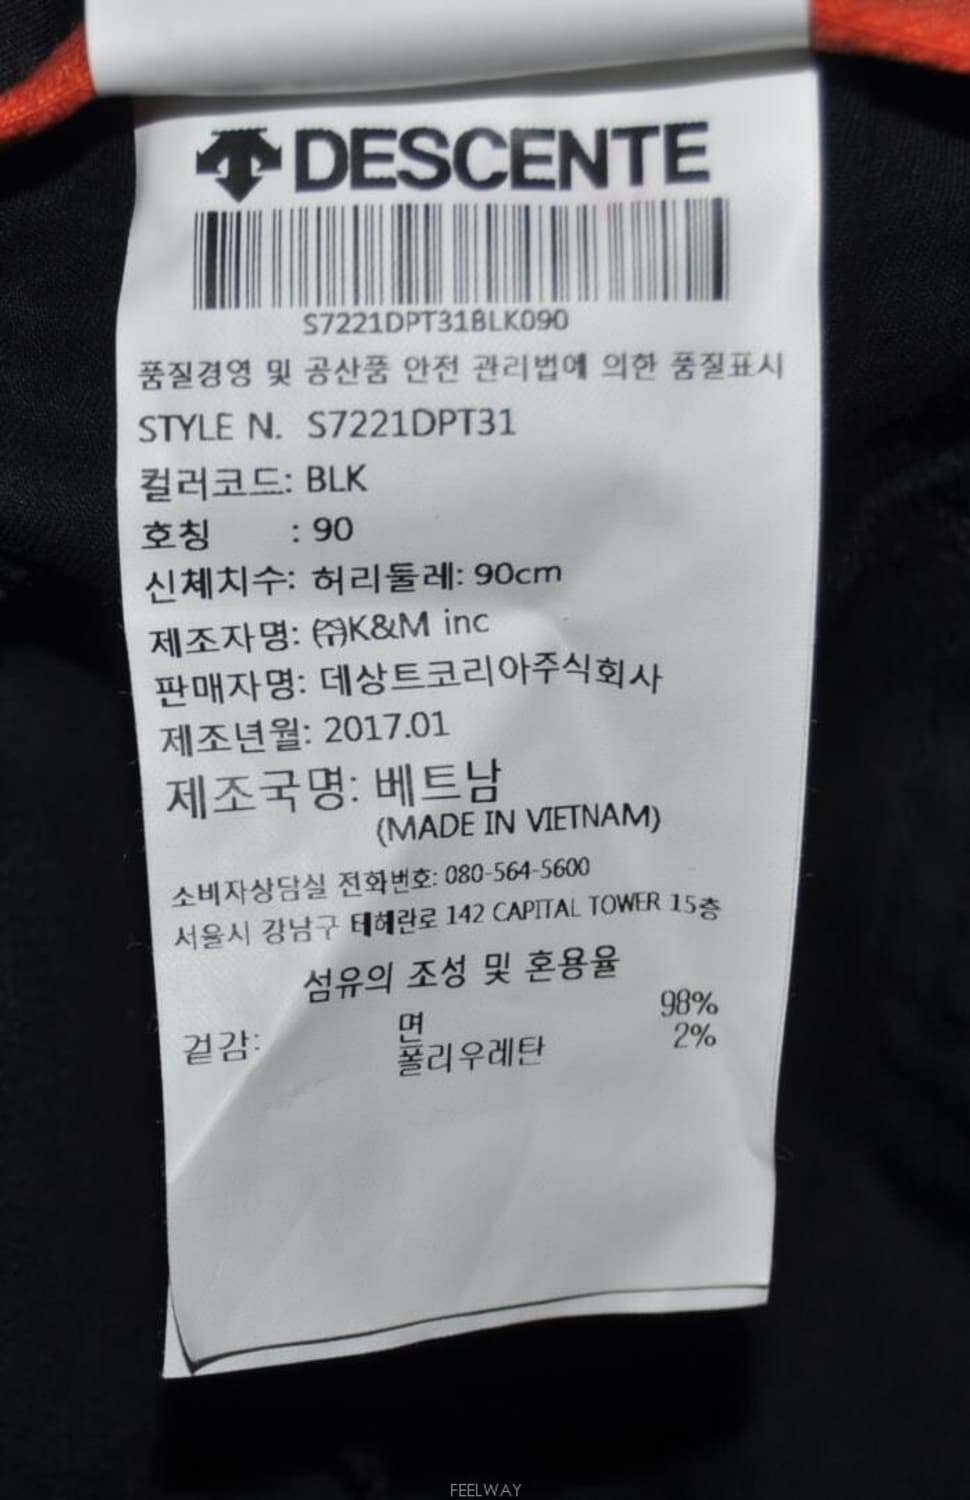 DESCENTE
S7221DPT31BLK090
품질경영 및 공산품 안전 관리법에 의한 품질표시
STYLE N. S7221DPT31
컬러코드: BLK
호칭 : 90
신체치수: 허리둘레: 90cm
제조자명: ㈜K&M inc
판매자명: 데상트코리아주식회사
제조년월: 2017.01
제조국명: 베트남
(MADE IN VIETNAM)
소비자상담실 전화번호: 080-564-5600
서울시 강남구 테헤란로 142 CAPITAL TOWER 15층
섬유의 조성 및 혼용율
겉감: 면 98%
폴리우레탄 2%
FEELWAY